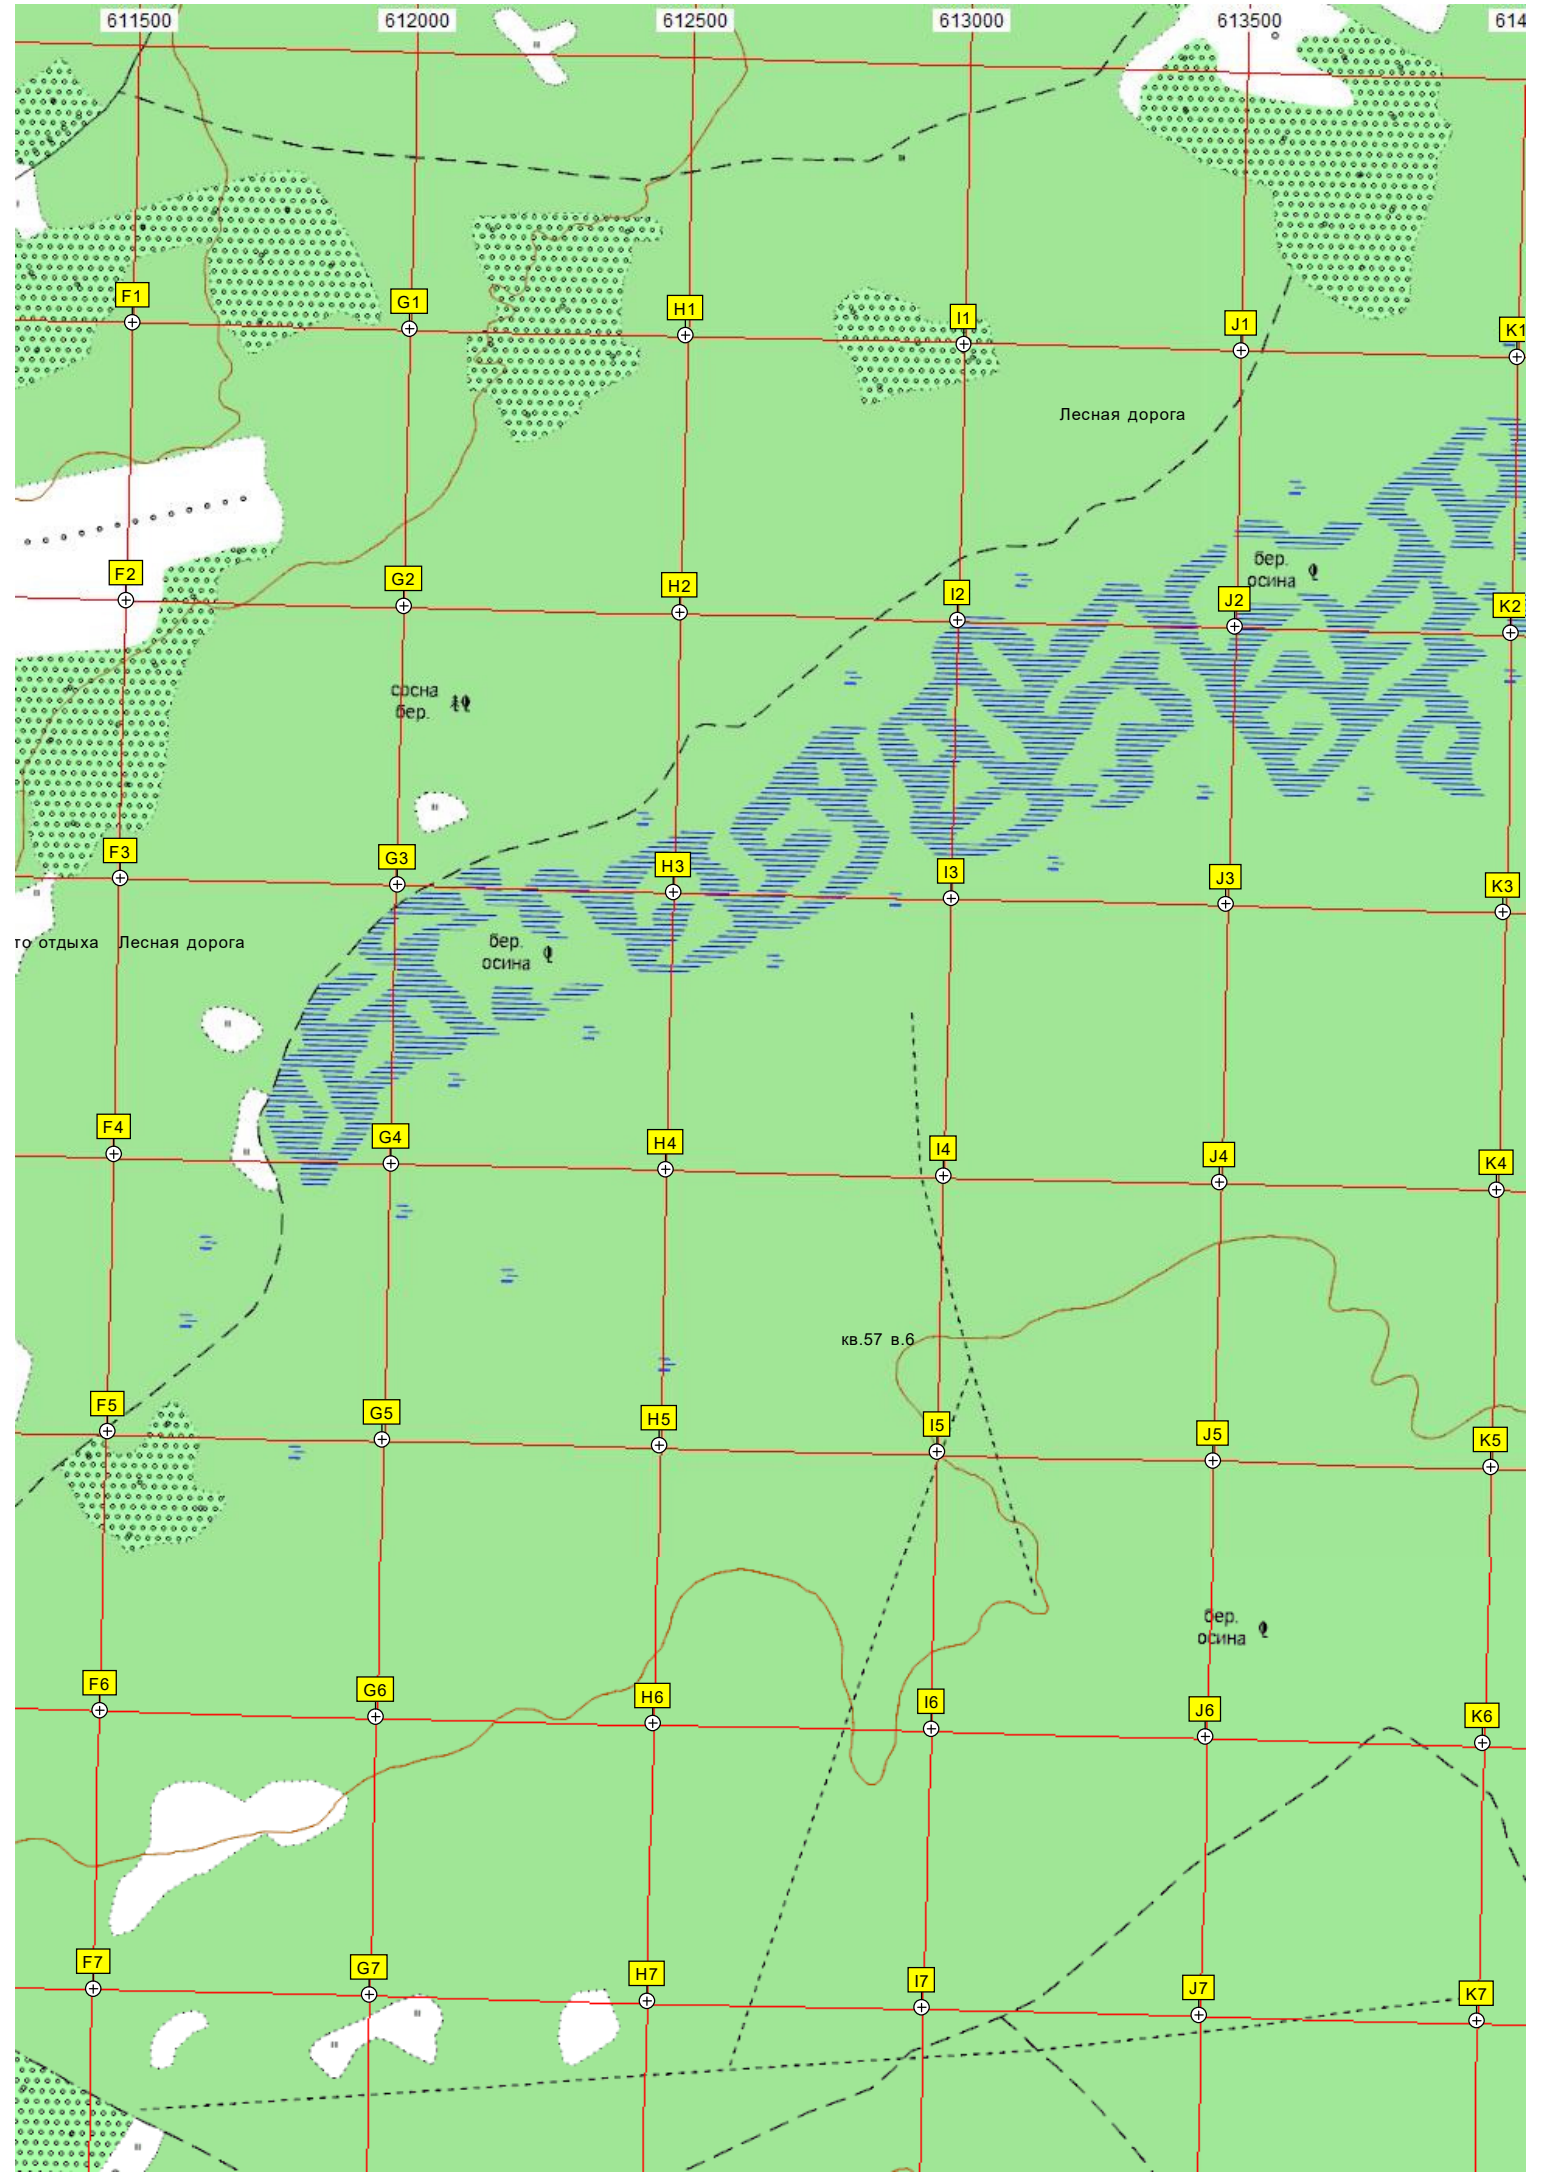 611500 612000 612500 613000 613500 614
F1 G1 H1 I1 J1 K1
Лесная дорога
бер.
осина
F2 G2 H2 I2 J2 K2
сосна
бер.
F3 G3 H3 I3 J3 K3
то отдыха Лесная дорога
бер.
осина
F4 G4 H4 I4 J4 K4
кв.57 в.6
F5 G5 H5 I5 J5 K5
бер.
осина
F6 G6 H6 I6 J6 K6
F7 G7 H7 I7 J7 K7